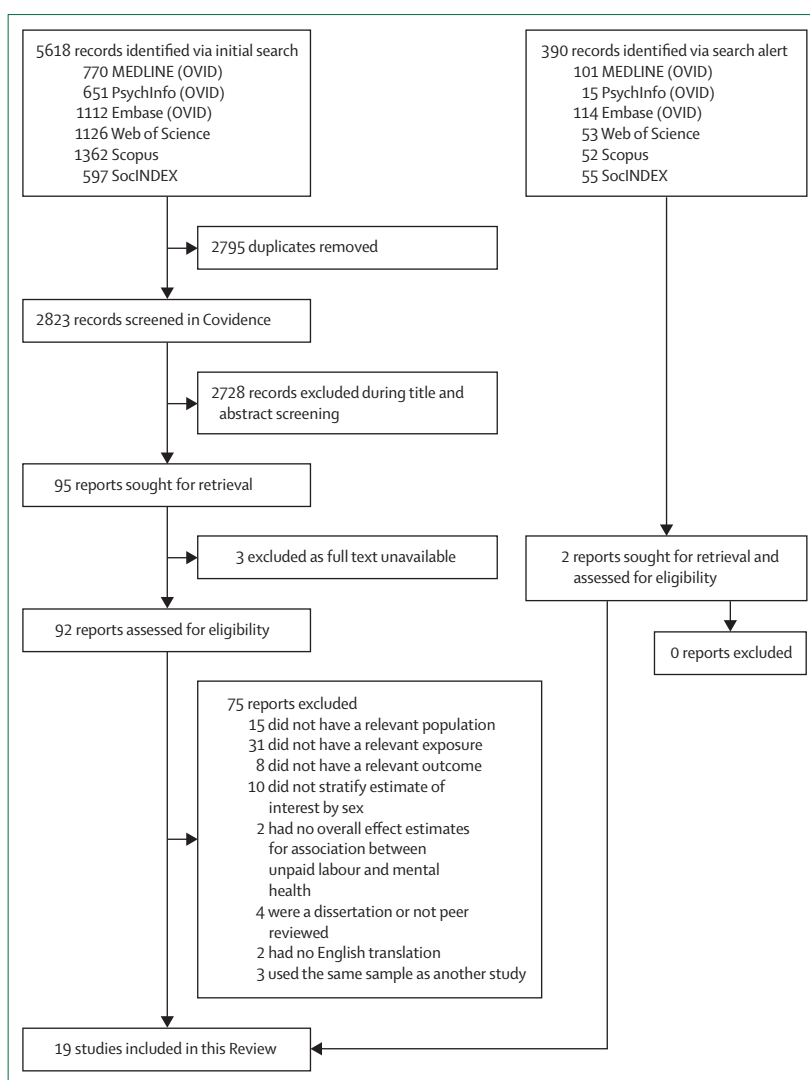 5618 records identified via initial search
770 MEDLINE (OVID)
651 PsychInfo (OVID)
1112 Embase (OVID)
1126 Web of Science
1362 Scopus
597 SocINDEX
390 records identified via search alert
101 MEDLINE (OVID)
15 PsychInfo (OVID)
114 Embase (OVID)
53 Web of Science
52 Scopus
55 SocINDEX
2795 duplicates removed
2823 records screened in Covidence
2728 records excluded during title and
abstract screening
95 reports sought for retrieval
3 excluded as full text unavailable
2 reports sought for retrieval and
assessed for eligibility
92 reports assessed for eligibility
0 reports excluded
75 reports excluded
15 did not have a relevant population
31 did not have a relevant exposure
8 did not have a relevant outcome
10 did not stratify estimate of
interest by sex
2 had no overall effect estimates
for association between
unpaid labour and mental
health
4 were a dissertation or not peer
reviewed
2 had no English translation
3 used the same sample as another study
19 studies included in this Review